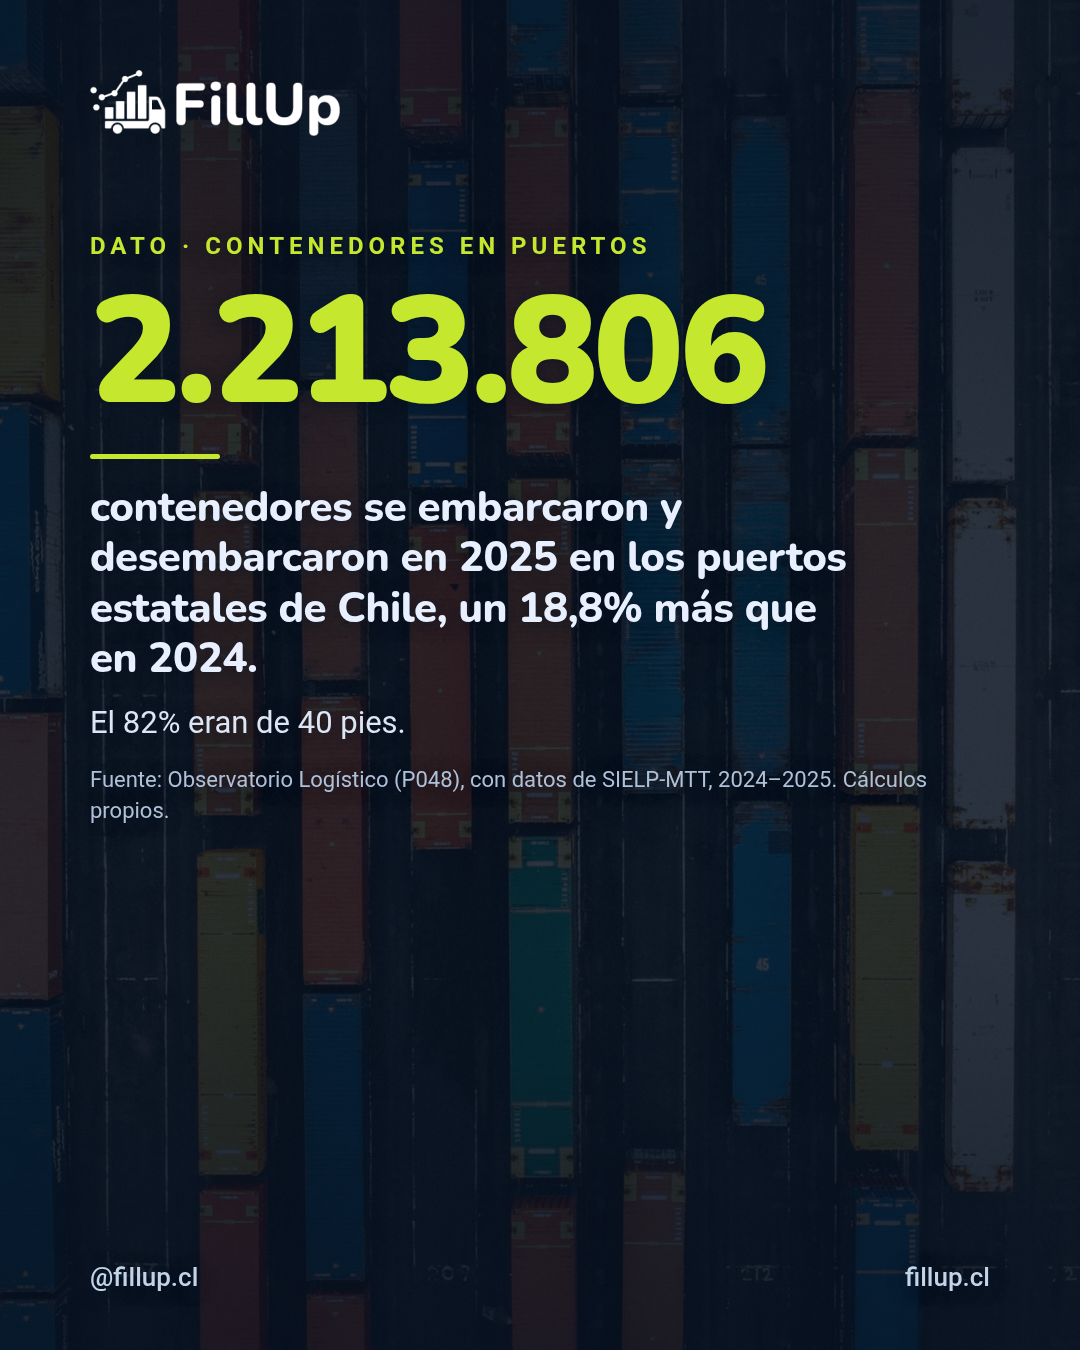 FillUp
DATO · CONTENEDORES EN PUERTOS
2.213.806
contenedores se embarcaron y
desembarcaron en 2025 en los puertos
estatales de Chile, un 18,8% más que
en 2024.
El 82% eran de 40 pies.
Fuente: Observatorio Logístico (P048), con datos de SIELP-MTT, 2024–2025. Cálculos
propios.
45
@fillup.cl
fillup.cl